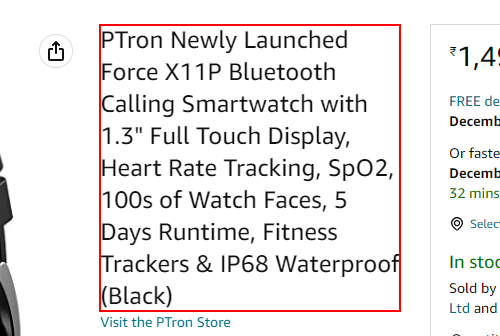 PTron Newly Launched
Force X11P Bluetooth
Calling Smartwatch with
1.3" Full Touch Display,
Heart Rate Tracking, SpO2,
100s of Watch Faces, 5
Days Runtime, Fitness
Trackers & IP68 Waterproof
(Black)
Visit the PTron Store
₹1,49
FREE de
Decemb
Or faste
Decemb
32 mins
Selec
In stoc
Sold by
Ltd and